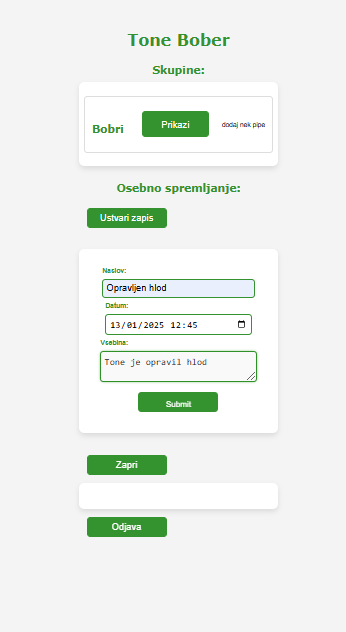 Tone Bober
Skupine:
Bobri
Prikazi
dodaj nek pipe
Osebno spremljanje:
Ustvari zapis
Naslov:
Opravljen hlod
Datum:
13/01/2025 12:45
Vsebina:
Tone je opravil hlod
Submit
Zapri
Odjava